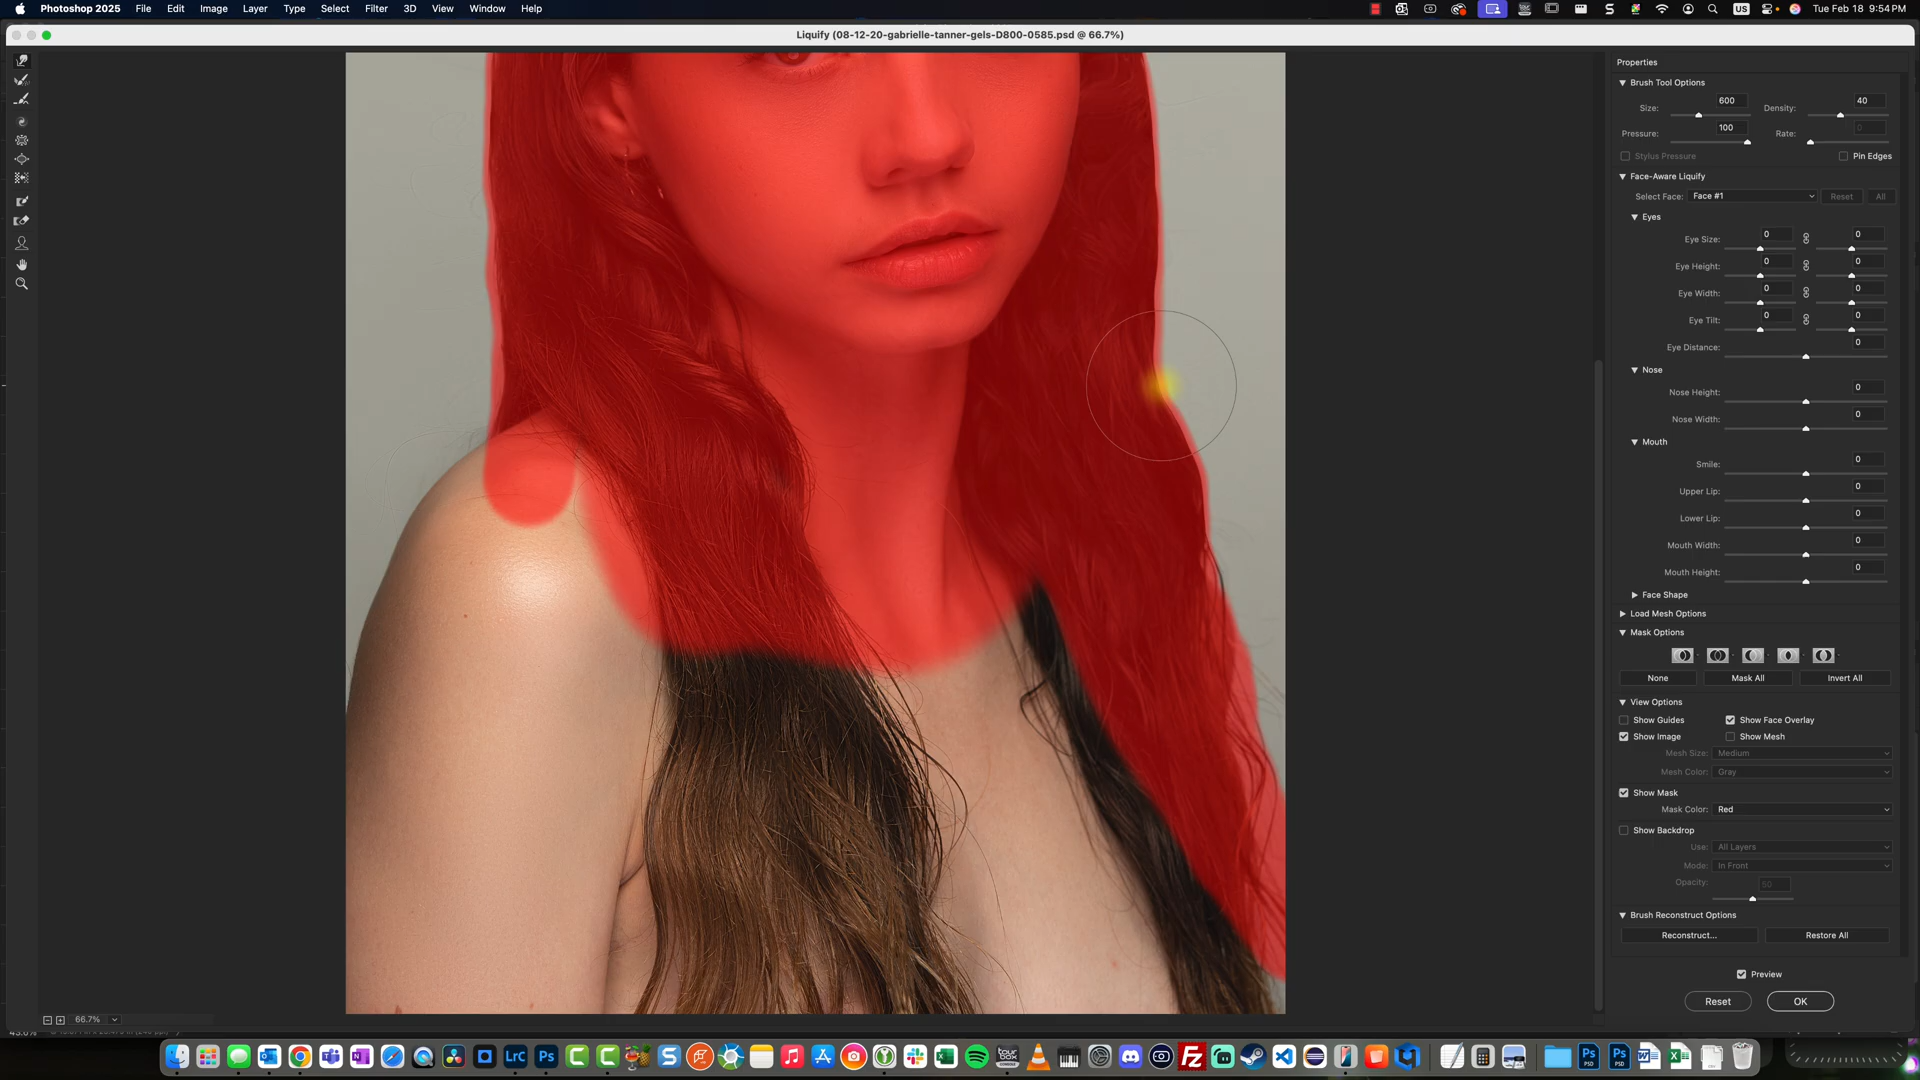 Photoshop 2025 File Edit Image Layer Type Select Filter 3D View Window Help US Tue Feb 18 9:54 PM
Liquify (08-12-20-gabrielle-tanner-gels-D800-0585.psd @ 66.7%)
Properties
Brush Tool Options
Size: 600 Density: 40
Pressure: 100 Rate: 0
Stylus Pressure Pin Edges
Face-Aware Liquify
Select Face: Face #1 Reset All
Eyes
Eye Size: 0 0
Eye Height: 0 0
Eye Width: 0 0
Eye Tilt: 0 0
Eye Distance: 0
Nose
Nose Height: 0
Nose Width: 0
Mouth
Smile: 0
Upper Lip: 0
Lower Lip: 0
Mouth Width: 0
Mouth Height: 0
Face Shape
Load Mesh Options
Mask Options
None Mask All Invert All
View Options
Show Guides Show Face Overlay
Show Image Show Mesh
Mesh Size: Medium
Mesh Color: Gray
Show Mask
Mask Color: Red
Show Backdrop
Use: All Layers
Mode: In Front
Opacity: 50
Brush Reconstruct Options
Reconstruct... Restore All
Preview
Reset OK
66.7%
LrC Ps